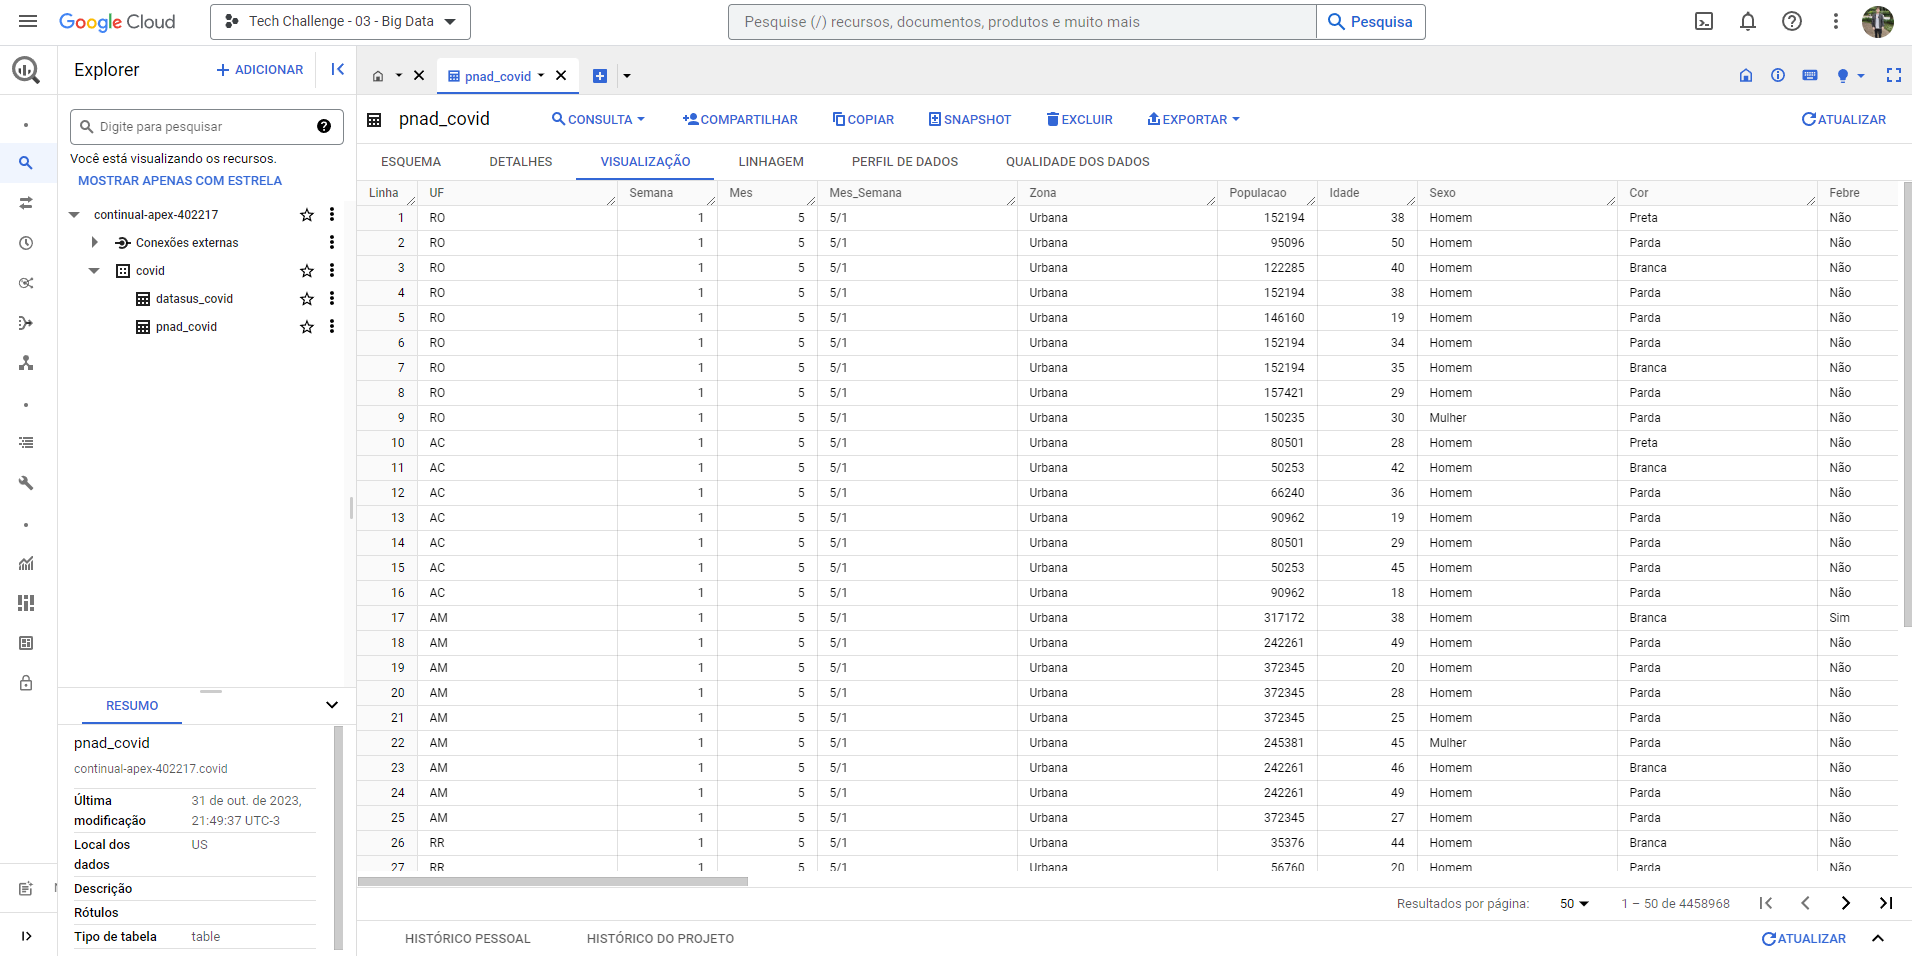 Google Cloud
Tech Challenge - 03 - Big Data
Pesquise (/) recursos, documentos, produtos e muito mais
Pesquisa
Explorer
ADICIONAR
pnad_covid
Digite para pesquisar
Você está visualizando os recursos.
MOSTRAR APENAS COM ESTRELA
continual-apex-402217
Conexões externas
covid
datasus_covid
pnad_covid
RESUMO
pnad_covid
continual-apex-402217.covid
Última modificação 31 de out. de 2023, 21:49:37 UTC-3
Local dos dados US
Descrição
Rótulos
Tipo de tabela table
pnad_covid
CONSULTA COMPARTILHAR COPIAR SNAPSHOT EXCLUIR EXPORTAR ATUALIZAR
ESQUEMA DETALHES VISUALIZAÇÃO LINHAGEM PERFIL DE DADOS QUALIDADE DOS DADOS
Linha UF Semana Mes Mes_Semana Zona Populacao Idade Sexo Cor Febre
1 RO 1 5 5/1 Urbana 152194 38 Homem Preta Não
2 RO 1 5 5/1 Urbana 95096 50 Homem Parda Não
3 RO 1 5 5/1 Urbana 122285 40 Homem Branca Não
4 RO 1 5 5/1 Urbana 152194 38 Homem Parda Não
5 RO 1 5 5/1 Urbana 146160 19 Homem Parda Não
6 RO 1 5 5/1 Urbana 152194 34 Homem Parda Não
7 RO 1 5 5/1 Urbana 152194 35 Homem Branca Não
8 RO 1 5 5/1 Urbana 157421 29 Homem Parda Não
9 RO 1 5 5/1 Urbana 150235 30 Mulher Parda Não
10 AC 1 5 5/1 Urbana 80501 28 Homem Preta Não
11 AC 1 5 5/1 Urbana 50253 42 Homem Branca Não
12 AC 1 5 5/1 Urbana 66240 36 Homem Parda Não
13 AC 1 5 5/1 Urbana 90962 19 Homem Parda Não
14 AC 1 5 5/1 Urbana 80501 29 Homem Parda Não
15 AC 1 5 5/1 Urbana 50253 45 Homem Parda Não
16 AC 1 5 5/1 Urbana 90962 18 Homem Parda Não
17 AM 1 5 5/1 Urbana 317172 38 Homem Branca Sim
18 AM 1 5 5/1 Urbana 242261 49 Homem Parda Não
19 AM 1 5 5/1 Urbana 372345 20 Homem Parda Não
20 AM 1 5 5/1 Urbana 372345 28 Homem Parda Não
21 AM 1 5 5/1 Urbana 372345 25 Homem Parda Não
22 AM 1 5 5/1 Urbana 245381 45 Mulher Parda Não
23 AM 1 5 5/1 Urbana 242261 46 Homem Branca Não
24 AM 1 5 5/1 Urbana 242261 49 Homem Parda Não
25 AM 1 5 5/1 Urbana 372345 27 Homem Parda Não
26 RR 1 5 5/1 Urbana 35376 44 Homem Branca Não
27 RR 1 5 5/1 Urbana 56760 20 Homem Parda Não
Resultados por página: 50 1 – 50 de 4458968
HISTÓRICO PESSOAL HISTÓRICO DO PROJETO ATUALIZAR